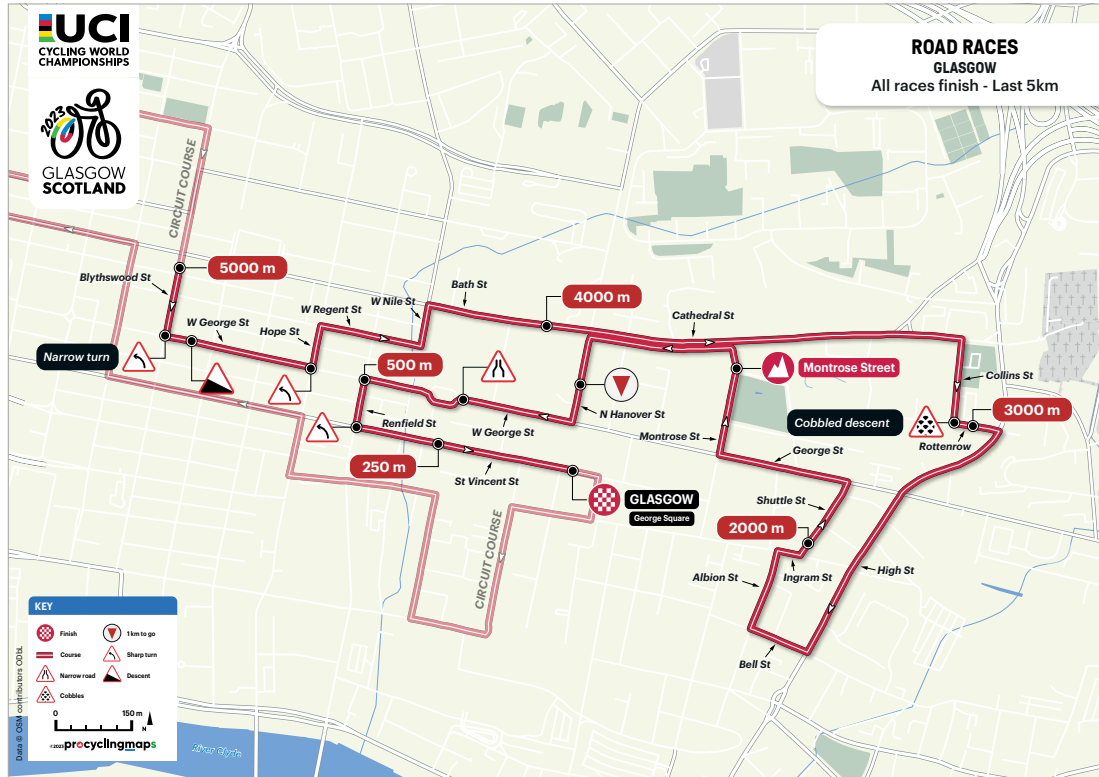 UCI
CYCLING WORLD
CHAMPIONSHIPS
2023
GLASGOW
SCOTLAND
ROAD RACES
GLASGOW
All races finish - Last 5km
CIRCUIT COURSE
5000 m
Blythswood St
W George St
Narrow turn
Hope St
W Regent St
W Nile St
Bath St
4000 m
Cathedral St
Montrose Street
Collins St
3000 m
Cobbled descent
Rottenrow
500 m
N Hanover St
W George St
Renfield St
Montrose St
George St
250 m
St Vincent St
GLASGOW
George Square
Shuttle St
2000 m
Ingram St
Albion St
High St
Bell St
CIRCUIT COURSE
KEY
Finish
1 km to go
Course
Sharp turn
Narrow road
Descent
Cobbles
0 150 m
N
©2023 procyclingmaps
Data © OSM contributors ODbL
River Clyde